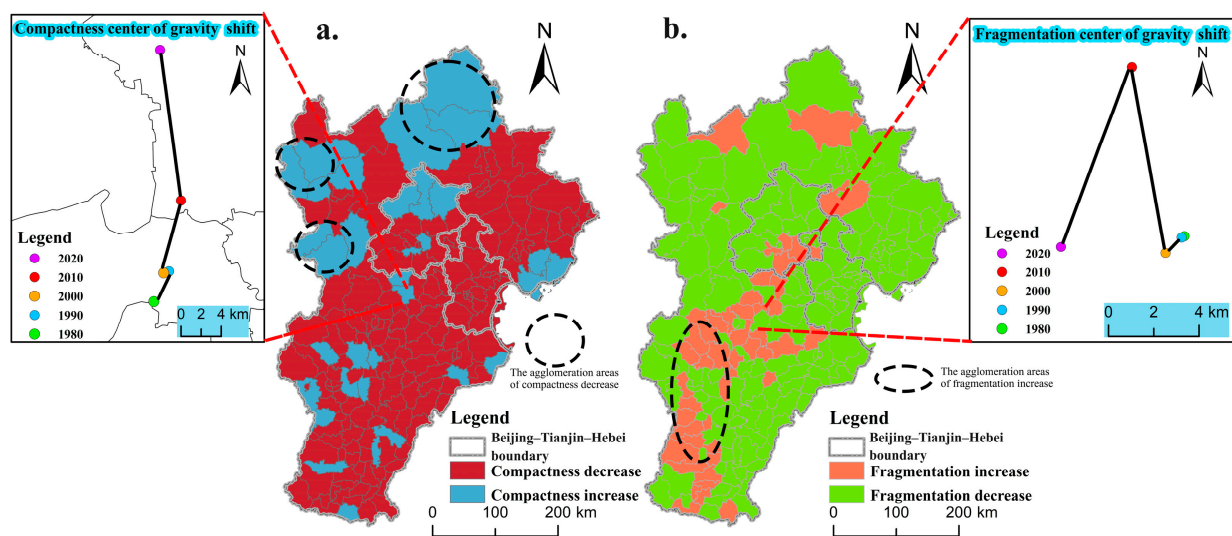 Compactness center of gravity shift
N
Legend
2020
2010
2000
1990
1980
0 2 4 km
a.
N
The agglomeration areas
of compactness decrease
Legend
Beijing–Tianjin–Hebei
boundary
Compactness decrease
Compactness increase
0 100 200 km
b.
N
The agglomeration areas
of fragmentation increase
Legend
Beijing–Tianjin–Hebei
boundary
Fragmentation increase
Fragmentation decrease
0 100 200 km
Fragmentation center of gravity shift
N
Legend
2020
2010
2000
1990
1980
0 2 4 km